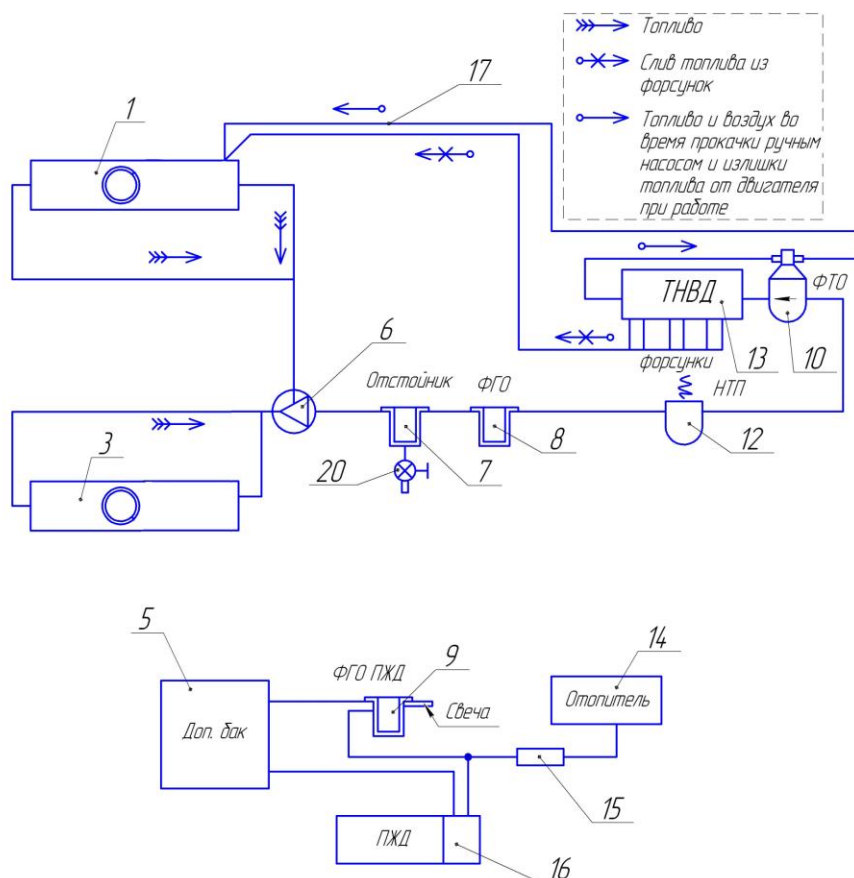 Топливо
Слив топлива из
форсунок
Топливо и воздух во
время прокачки ручным
насосом и излишки
топлива от двигателя
при работе
17
1
ТНВД
ФТО
форсунки
13
10
6
Отстойник
ФГО
НТП
3
20
7
8
12
5
ФГО ПЖД
9
14
Доп. бак
Свеча
Отопитель
15
ПЖД
16